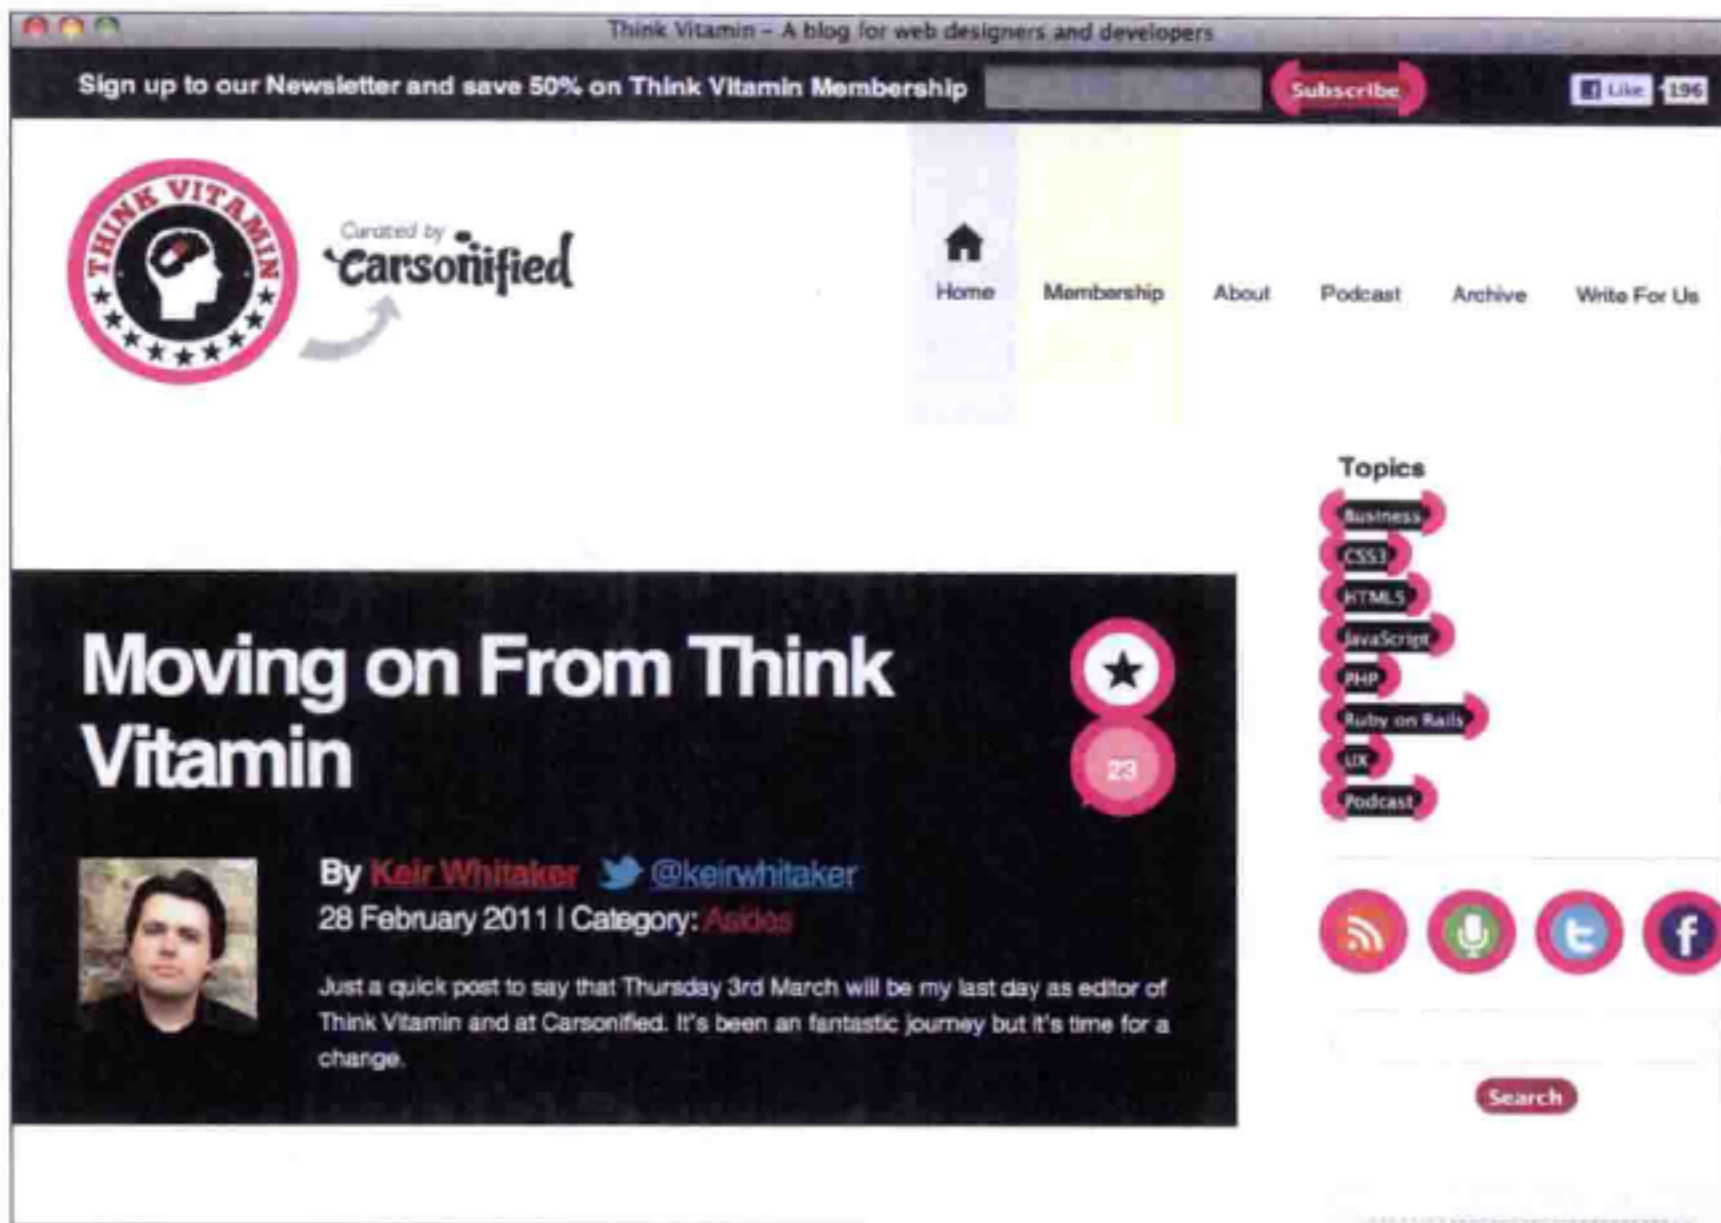 Think Vitamin – A blog for web designers and developers
Sign up to our Newsletter and save 50% on Think Vitamin Membership
Subscribe
Like
196
THINK VITAMIN
Curated by
Carsonified
Home
Membership
About
Podcast
Archive
Write For Us
Topics
Business
CSS3
HTML5
JavaScript
PHP
Ruby on Rails
UX
Podcast
Moving on From Think
Vitamin
23
By Keir Whitaker @keirwhitaker
28 February 2011 | Category: Asides
Just a quick post to say that Thursday 3rd March will be my last day as editor of
Think Vitamin and at Carsonified. It's been an fantastic journey but it's time for a
change.
Search